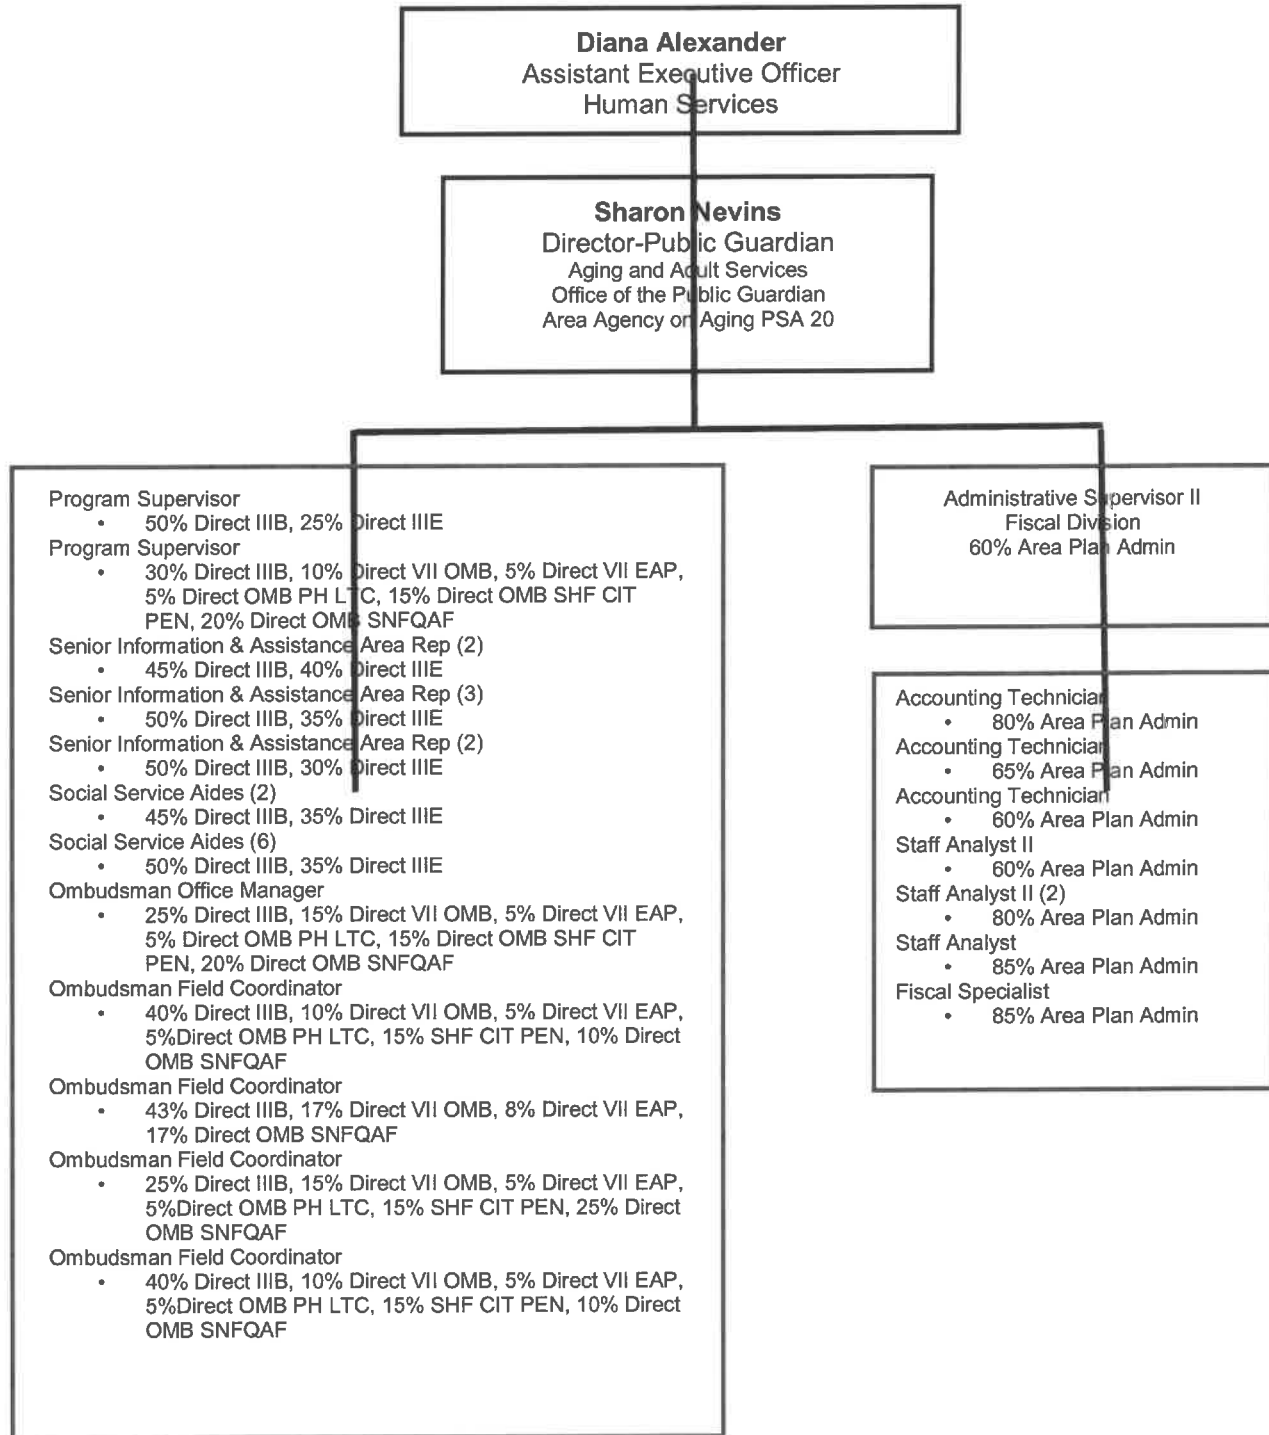 Diana Alexander
Assistant Executive Officer
Human Services
Sharon Nevins
Director-Public Guardian
Aging and Adult Services
Office of the Public Guardian
Area Agency on Aging PSA 20
Program Supervisor
• 50% Direct IIIB, 25% Direct IIIE
Program Supervisor
• 30% Direct IIIB, 10% Direct VII OMB, 5% Direct VII EAP,
5% Direct OMB PH LTC, 15% Direct OMB SHF CIT
PEN, 20% Direct OMB SNFQAF
Senior Information & Assistance Area Rep (2)
• 45% Direct IIIB, 40% Direct IIIE
Senior Information & Assistance Area Rep (3)
• 50% Direct IIIB, 35% Direct IIIE
Senior Information & Assistance Area Rep (2)
• 50% Direct IIIB, 30% Direct IIIE
Social Service Aides (2)
• 45% Direct IIIB, 35% Direct IIIE
Social Service Aides (6)
• 50% Direct IIIB, 35% Direct IIIE
Ombudsman Office Manager
• 25% Direct IIIB, 15% Direct VII OMB, 5% Direct VII EAP,
5% Direct OMB PH LTC, 15% Direct OMB SHF CIT
PEN, 20% Direct OMB SNFQAF
Ombudsman Field Coordinator
• 40% Direct IIIB, 10% Direct VII OMB, 5% Direct VII EAP,
5%Direct OMB PH LTC, 15% SHF CIT PEN, 10% Direct
OMB SNFQAF
Ombudsman Field Coordinator
• 43% Direct IIIB, 17% Direct VII OMB, 8% Direct VII EAP,
17% Direct OMB SNFQAF
Ombudsman Field Coordinator
• 25% Direct IIIB, 15% Direct VII OMB, 5% Direct VII EAP,
5%Direct OMB PH LTC, 15% SHF CIT PEN, 25% Direct
OMB SNFQAF
Ombudsman Field Coordinator
• 40% Direct IIIB, 10% Direct VII OMB, 5% Direct VII EAP,
5%Direct OMB PH LTC, 15% SHF CIT PEN, 10% Direct
OMB SNFQAF
Administrative Supervisor II
Fiscal Division
60% Area Plan Admin
Accounting Technician
• 80% Area Plan Admin
Accounting Technician
• 65% Area Plan Admin
Accounting Technician
• 60% Area Plan Admin
Staff Analyst II
• 60% Area Plan Admin
Staff Analyst II (2)
• 80% Area Plan Admin
Staff Analyst
• 85% Area Plan Admin
Fiscal Specialist
• 85% Area Plan Admin